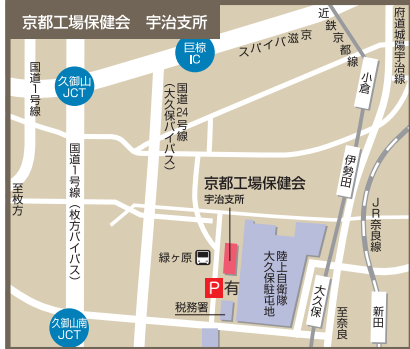 京都工場保健会 宇治支所
国道1号線
久御山
JCT
国道1号線（枚方バイパス）
至枚方
久御山南
JCT
国道24号線
（大久保バイパス）
巨椋
IC
京滋バイパス
近鉄京都線
府道城陽宇治線
小倉
伊勢田
JR奈良線
京都工場保健会
宇治支所
緑ヶ原
P有
税務署
陸上自衛隊
大久保駐屯地
大久保
至奈良
新田